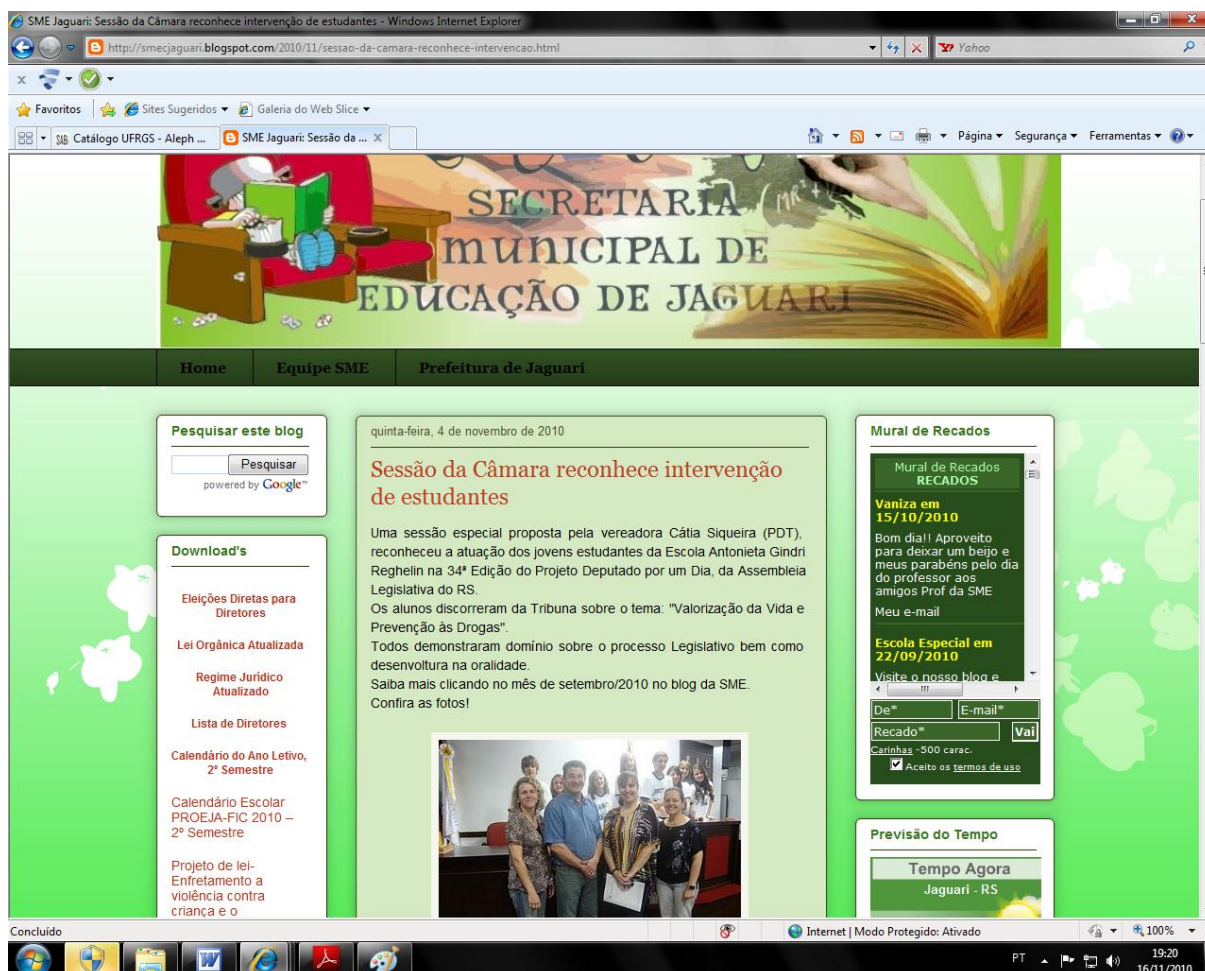 SME Jaguari: Sessão da Câmara reconhece intervenção de estudantes - Windows Internet Explorer
http://smecjaguari.blogspot.com/2010/11/sessao-da-camara-reconhece-intervencao.html
Yahoo
x
Favoritos
Sites Sugeridos
Galeria do Web Slice
Catálogo UFRGS - Aleph ...
SME Jaguari: Sessão da ...
Página
Segurança
Ferramentas
SECRETARIA
MUNICIPAL DE
EDUCAÇÃO DE JAGUARI
Home
Equipe SME
Prefeitura de Jaguari
Pesquisar este blog
Pesquisar
powered by Google™
Download's
Eleições Diretas para
Diretores
Lei Orgânica Atualizada
Regime Jurídico
Atualizado
Lista de Diretores
Calendário do Ano Letivo,
2º Semestre
Calendário Escolar
PROEJA-FIC 2010 –
2º Semestre
Projeto de lei-
Enfretamento a
violência contra
criança e o
quinta-feira, 4 de novembro de 2010
Sessão da Câmara reconhece intervenção
de estudantes
Uma sessão especial proposta pela vereadora Cátia Siqueira (PDT),
reconheceu a atuação dos jovens estudantes da Escola Antonieta Gindri
Reghelin na 34ª Edição do Projeto Deputado por um Dia, da Assembleia
Legislativa do RS.
Os alunos discorreram da Tribuna sobre o tema: "Valorização da Vida e
Prevenção às Drogas".
Todos demonstraram domínio sobre o processo Legislativo bem como
desenvoltura na oralidade.
Saiba mais clicando no mês de setembro/2010 no blog da SME.
Confira as fotos!
Mural de Recados
Mural de Recados
RECADOS
Vaniza em
15/10/2010
Bom dia!! Aproveito
para deixar um beijo e
meus parabéns pelo dia
do professor aos
amigos Prof da SME
Meu e-mail
Escola Especial em
22/09/2010
Visite o nosso blog e
De*
E-mail*
Recado*
Vai
Carinhas -500 carac.
Aceito os termos de uso
Previsão do Tempo
Tempo Agora
Jaguari - RS
Concluído
Internet | Modo Protegido: Ativado
100%
PT
19:20
16/11/2010